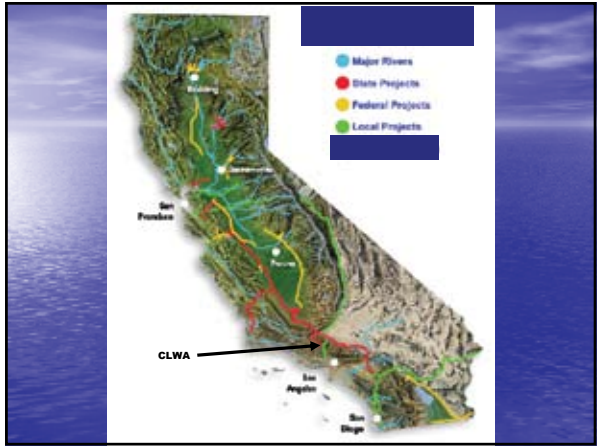 Major Rivers
State Projects
Federal Projects
Local Projects
Redding
Sacramento
San
Francisco
Fresno
CLWA
Los
Angeles
San
Diego